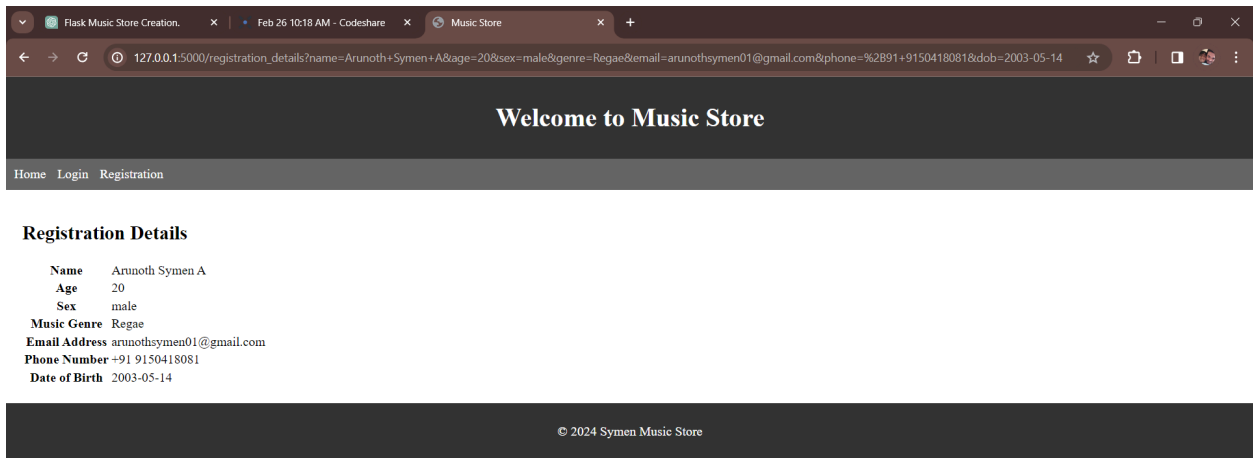 Flask Music Store Creation.
Feb 26 10:18 AM - Codeshare
Music Store
127.0.0.1:5000/registration_details?name=Arunoth+Symen+A&age=20&sex=male&genre=Regae&email=arunothsymen01@gmail.com&phone=%2B91+9150418081&dob=2003-05-14
Welcome to Music Store
Home Login Registration
Registration Details
Name Arunoth Symen A
Age 20
Sex male
Music Genre Regae
Email Address arunothsymen01@gmail.com
Phone Number +91 9150418081
Date of Birth 2003-05-14
© 2024 Symen Music Store